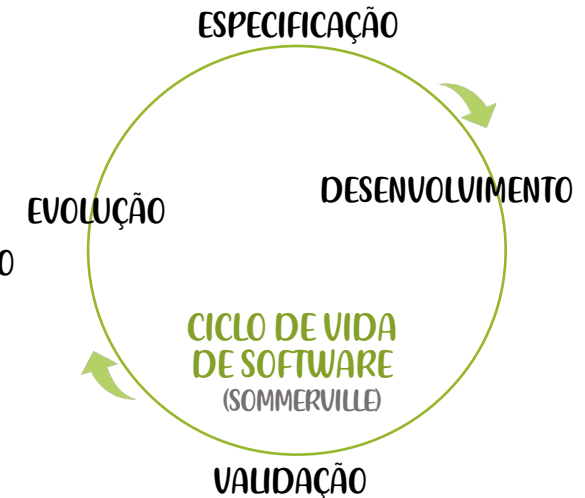 ESPECIFICAÇÃO
DESENVOLVIMENTO
EVOLUÇÃO
O
CICLO DE VIDA
DE SOFTWARE
(SOMMERVILLE)
VALIDAÇÃO